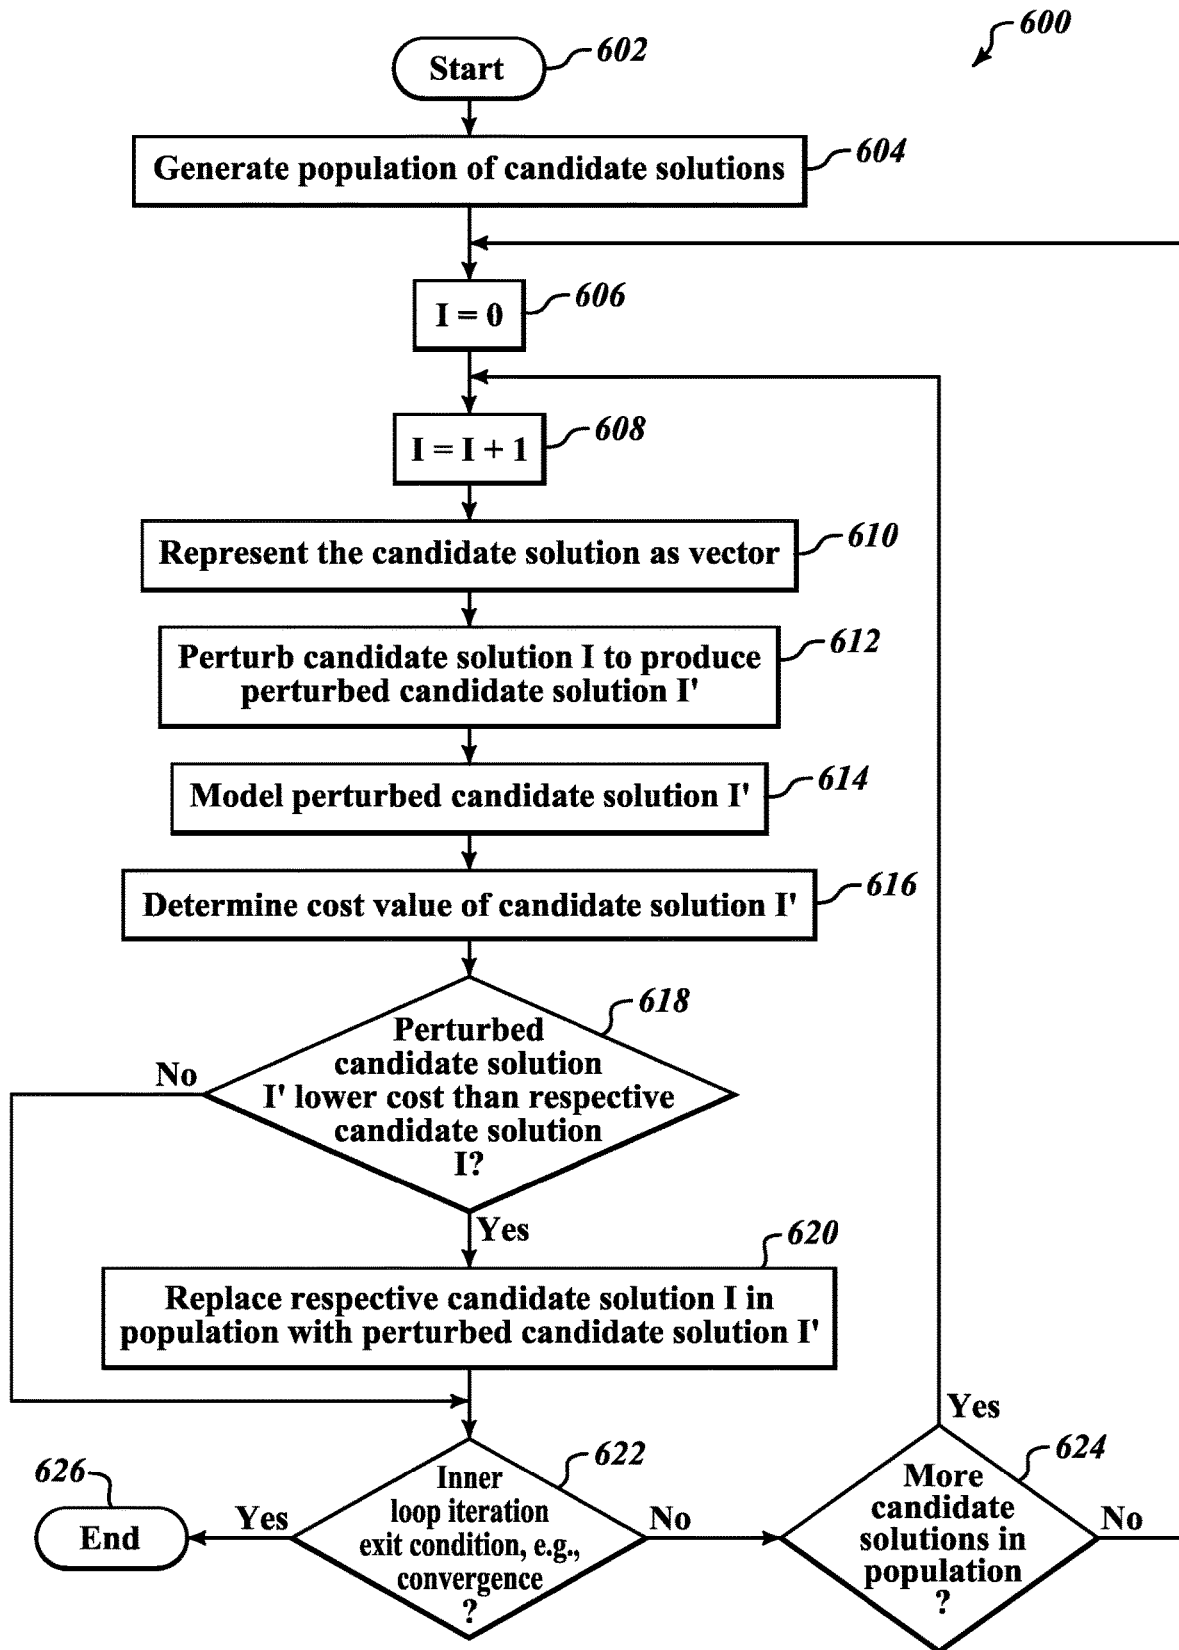 600
Start
602
Generate population of candidate solutions
604
I = 0
606
I = I + 1
608
Represent the candidate solution as vector
610
Perturb candidate solution I to produce
perturbed candidate solution I'
612
Model perturbed candidate solution I'
614
Determine cost value of candidate solution I'
616
Perturbed
candidate solution
I' lower cost than respective
candidate solution
I?
618
No
Yes
620
Replace respective candidate solution I in
population with perturbed candidate solution I'
Inner
loop iteration
exit condition, e.g.,
convergence
?
622
Yes
No
626
End
More
candidate
solutions in
population
?
624
Yes
No